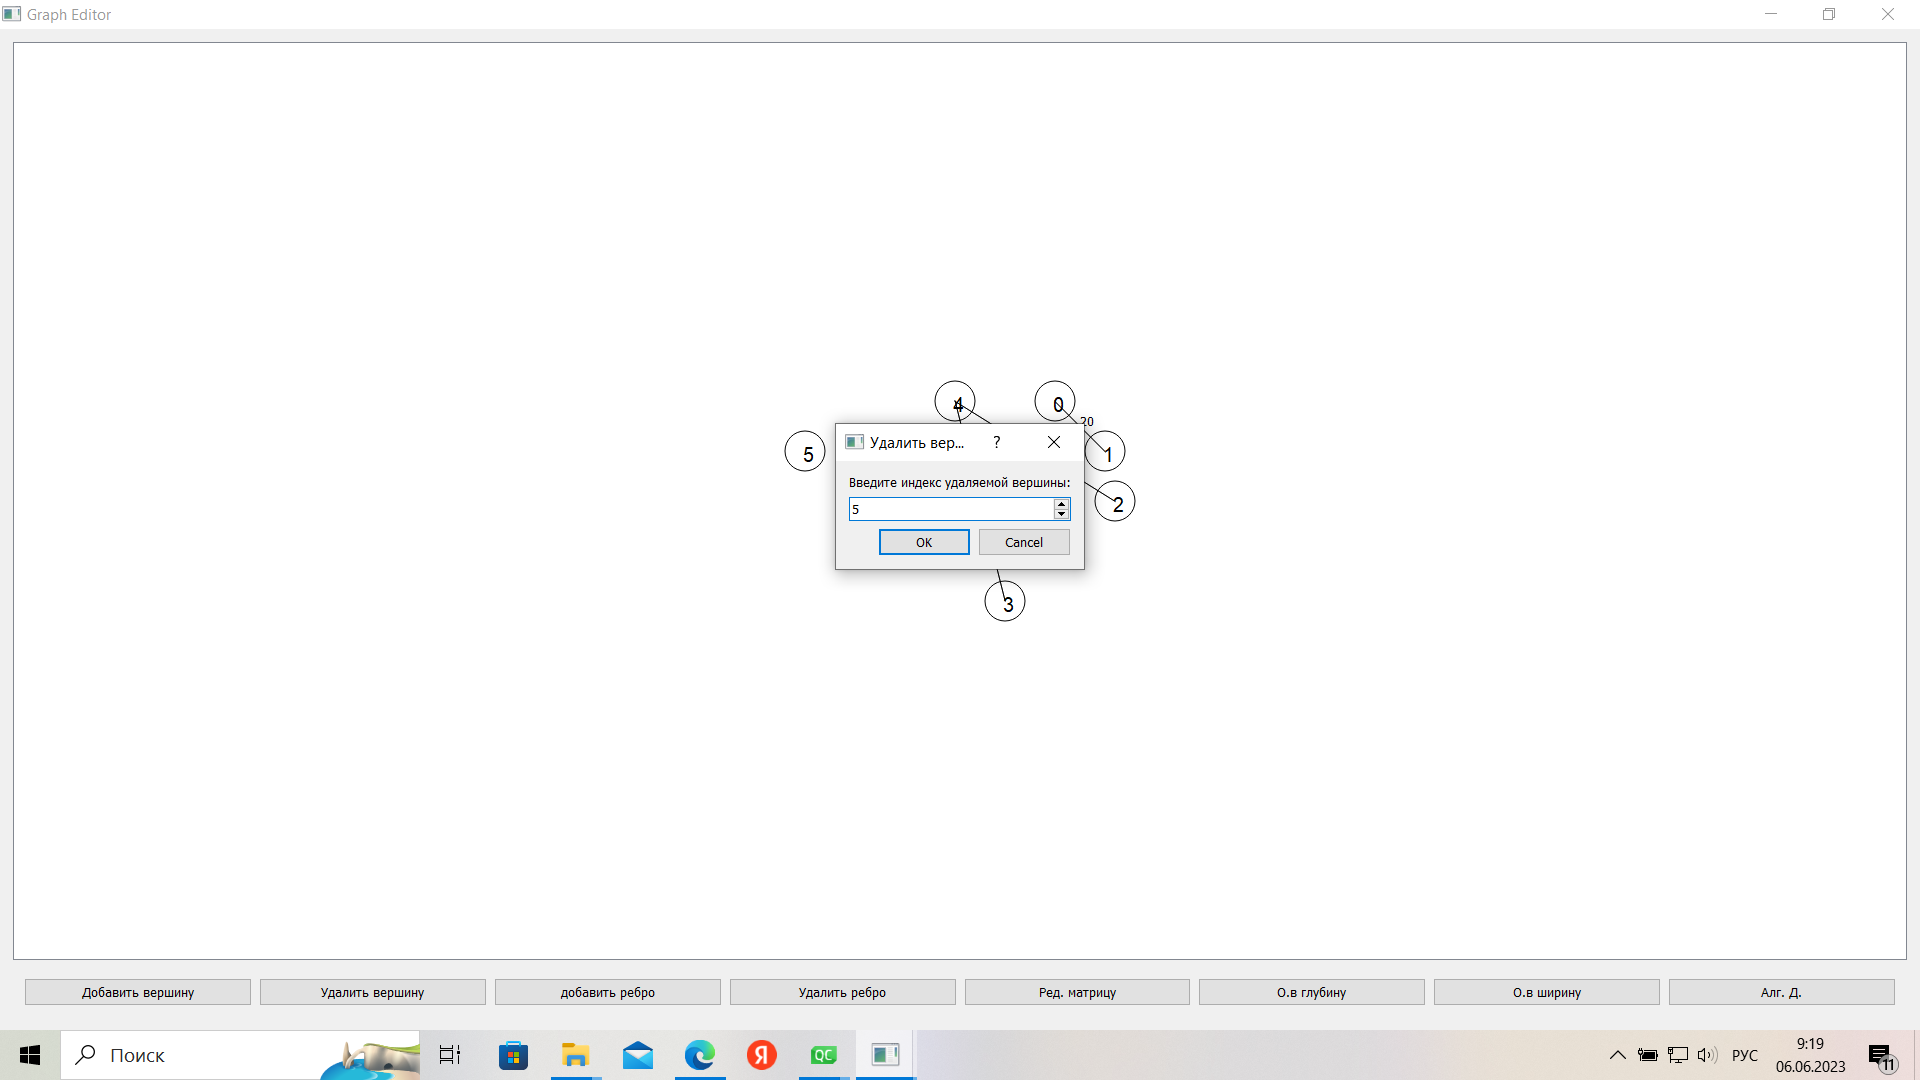 Graph Editor
4
0
20
5
1
2
3
Удалить вер...
?
Введите индекс удаляемой вершины:
5
OK
Cancel
Добавить вершину
Удалить вершину
добавить ребро
Удалить ребро
Ред. матрицу
О.в глубину
О.в ширину
Алг. Д.
Поиск
Я
QC
РУС
9:19
06.06.2023
11